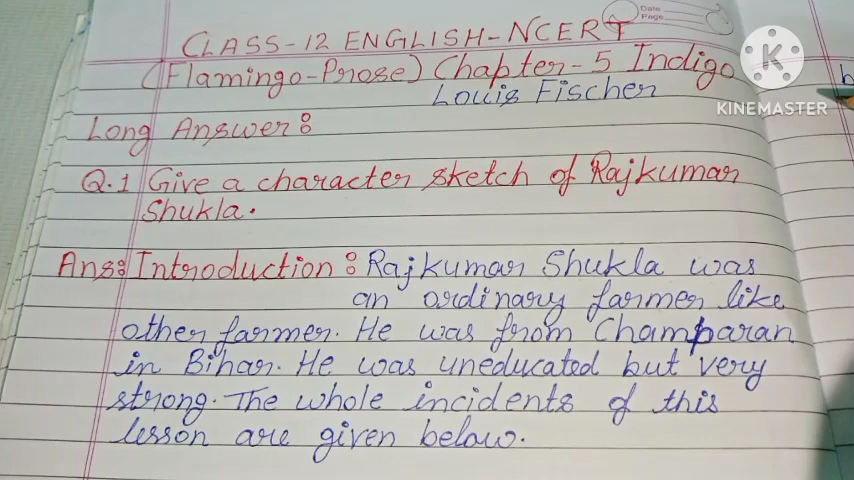 Date
Page
CLASS-12 ENGLISH-NCERT
(Flamingo-Prose) Chapter-5 Indigo
Louis Fischer
K
KINEMASTER
b
Long Answer:
Q.1 Give a character sketch of Rajkumar
Shukla.
Ans: Introduction: Rajkumar Shukla was
an ordinary farmer like
other farmer. He was from Champaran
in Bihar. He was uneducated but very
strong. The whole incidents of this
lesson are given below.